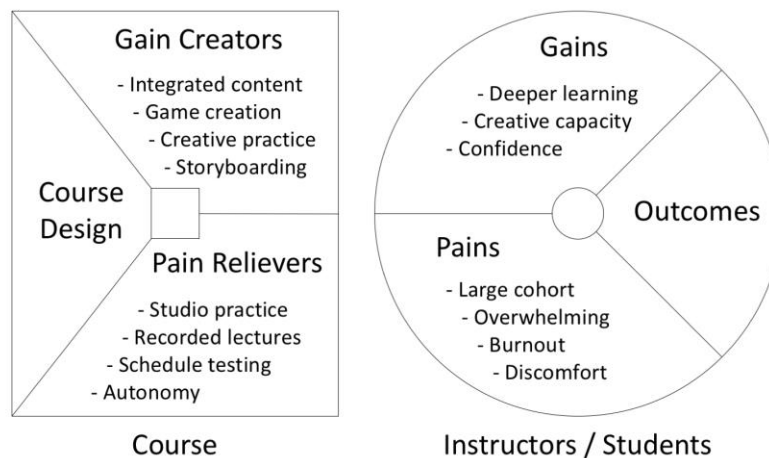 Gain Creators
- Integrated content
- Game creation
- Creative practice
- Storyboarding
Course
Design
Pain Relievers
- Studio practice
- Recorded lectures
- Schedule testing
- Autonomy
Course
Gains
- Deeper learning
- Creative capacity
- Confidence
Outcomes
Pains
- Large cohort
- Overwhelming
- Burnout
- Discomfort
Instructors / Students